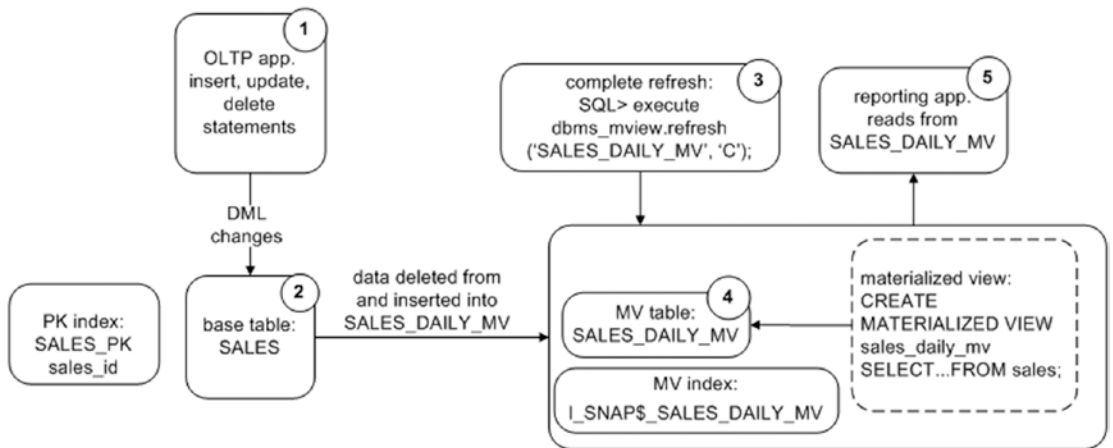 1
OLTP app.
insert, update,
delete
statements
DML
changes
PK index:
SALES_PK
sales_id
2
base table:
SALES
data deleted from
and inserted into
SALES_DAILY_MV
3
complete refresh:
SQL> execute
dbms_mview.refresh
(‘SALES_DAILY_MV’, ‘C’);
4
MV table:
SALES_DAILY_MV
MV index:
I_SNAP$_SALES_DAILY_MV
materialized view:
CREATE
MATERIALIZED VIEW
sales_daily_mv
SELECT...FROM sales;
5
reporting app.
reads from
SALES_DAILY_MV